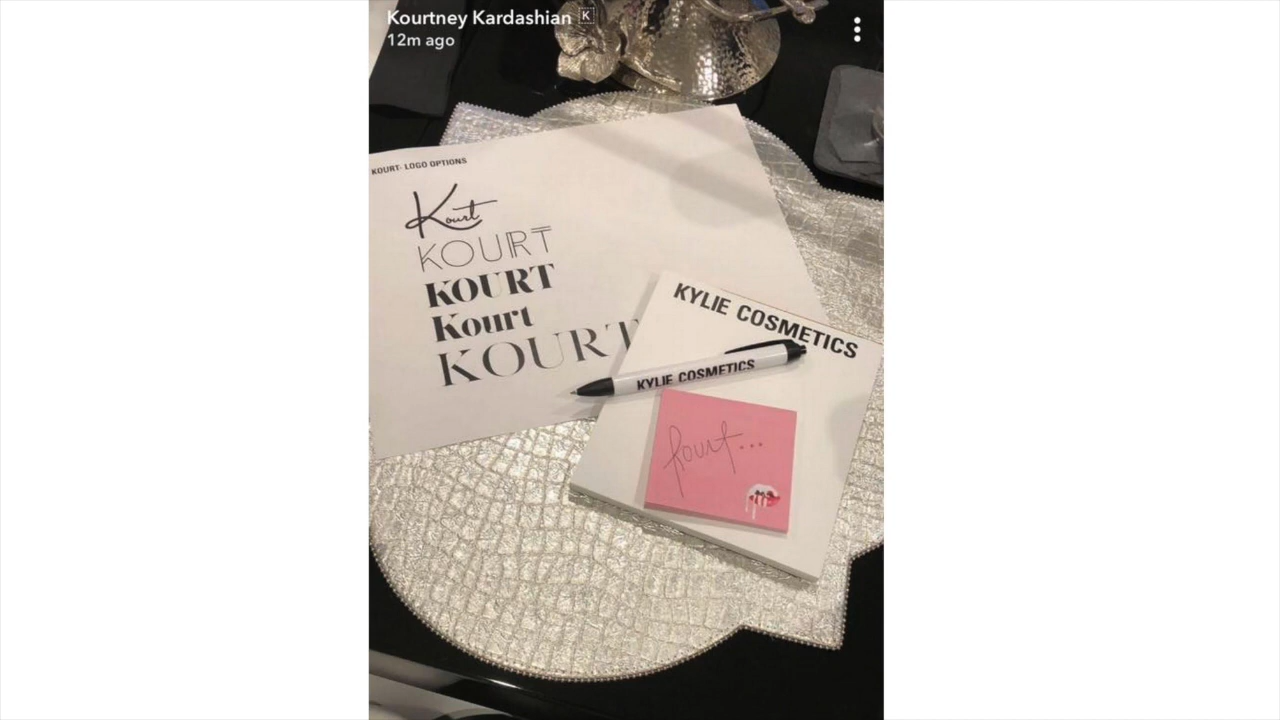 Kourtney Kardashian K
12m ago
KOURT- LOGO OPTIONS
Kourt
KOURT
KOURT
Kourt
KOURT
KYLIE COSMETICS
KYLIE COSMETICS
Kourt...